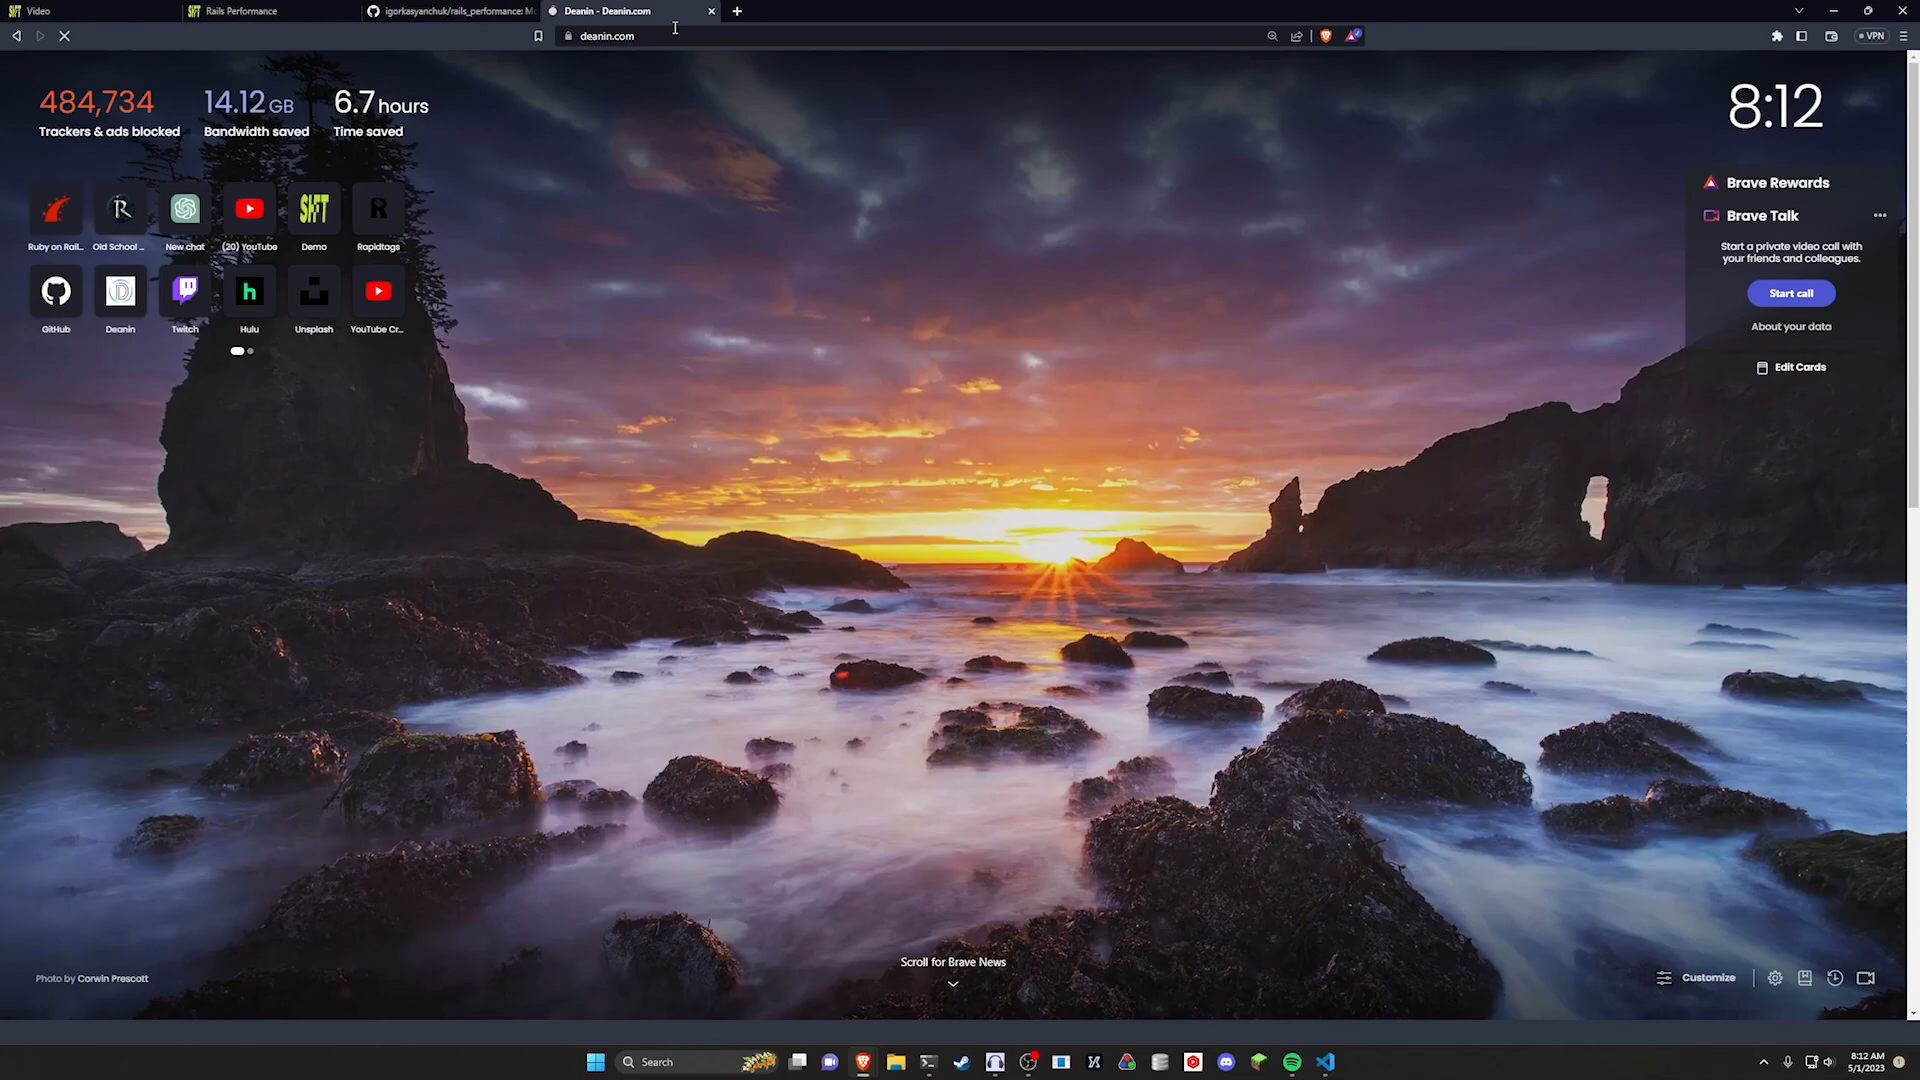 Video
Rails Performance
igorkasyanchuk/rails_performance: Mo
Deanin - Deanin.com
deanin.com
VPN
484,734
Trackers & ads blocked
14.12 GB
Bandwidth saved
6.7 hours
Time saved
8:12
Brave Rewards
Brave Talk
Start a private video call with
your friends and colleagues.
Start call
About your data
Edit Cards
SHFT
Ruby on Rail...
Old School ...
New chat
(20) YouTube
Demo
Rapidtags
GitHub
Deanin
Twitch
Hulu
Unsplash
YouTube Cr...
Scroll for Brave News
Photo by Corwin Prescott
Customize
Search
8:12 AM
5/1/2023